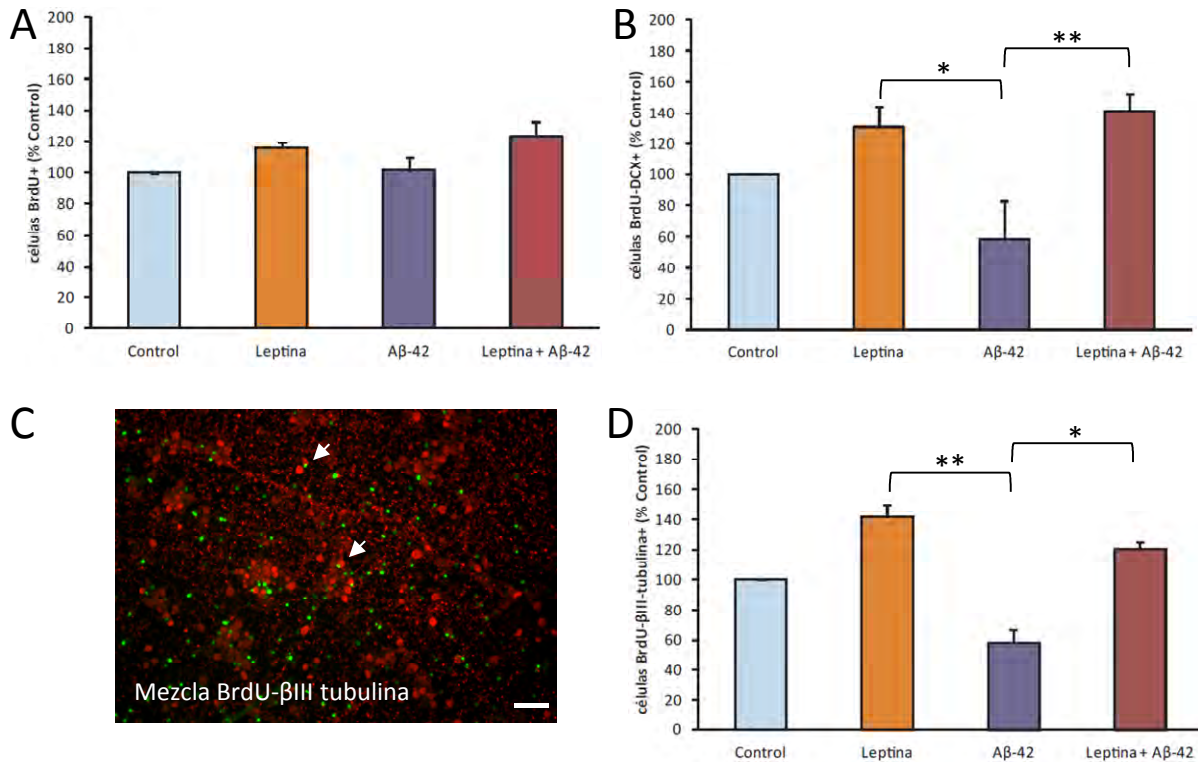 A
células BrdU+ (% Control)
200
180
160
140
120
100
80
60
40
20
0
Control
Leptina
Aβ-42
Leptina + Aβ-42
B
células BrdU-DCX+ (% Control)
200
180
160
140
120
100
80
60
40
20
0
*
**
Control
Leptina
Aβ-42
Leptina + Aβ-42
C
Mezcla BrdU-βIII tubulina
D
células BrdU-βIII-tubulina+ (% Control)
200
180
160
140
120
100
80
60
40
20
0
**
*
Control
Leptina
Aβ-42
Leptina + Aβ-42